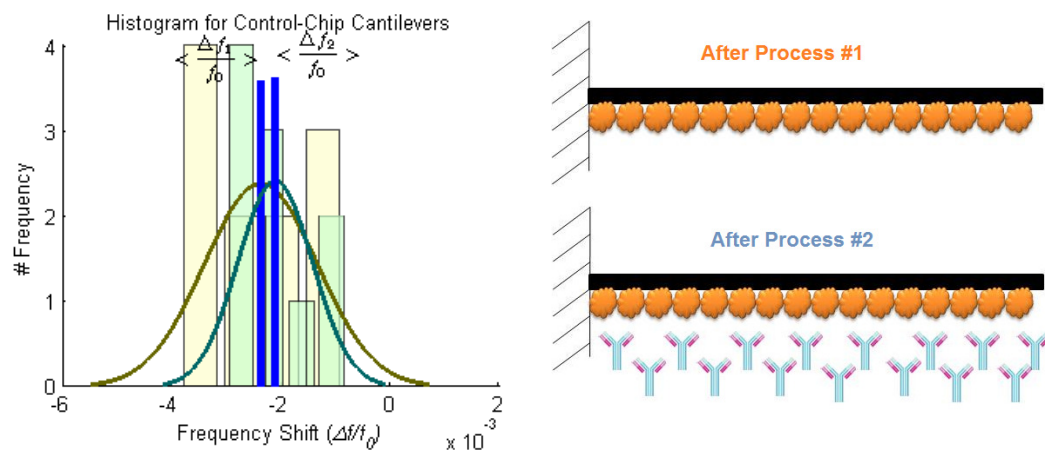 Histogram for Control-Chip Cantilevers
< Δf₁/f₀ >
< Δf₂/f₀ >
4
3
2
1
0
# Frequency
-6
-4
-2
0
2
x 10⁻³
Frequency Shift (Δf/f₀)
After Process #1
After Process #2